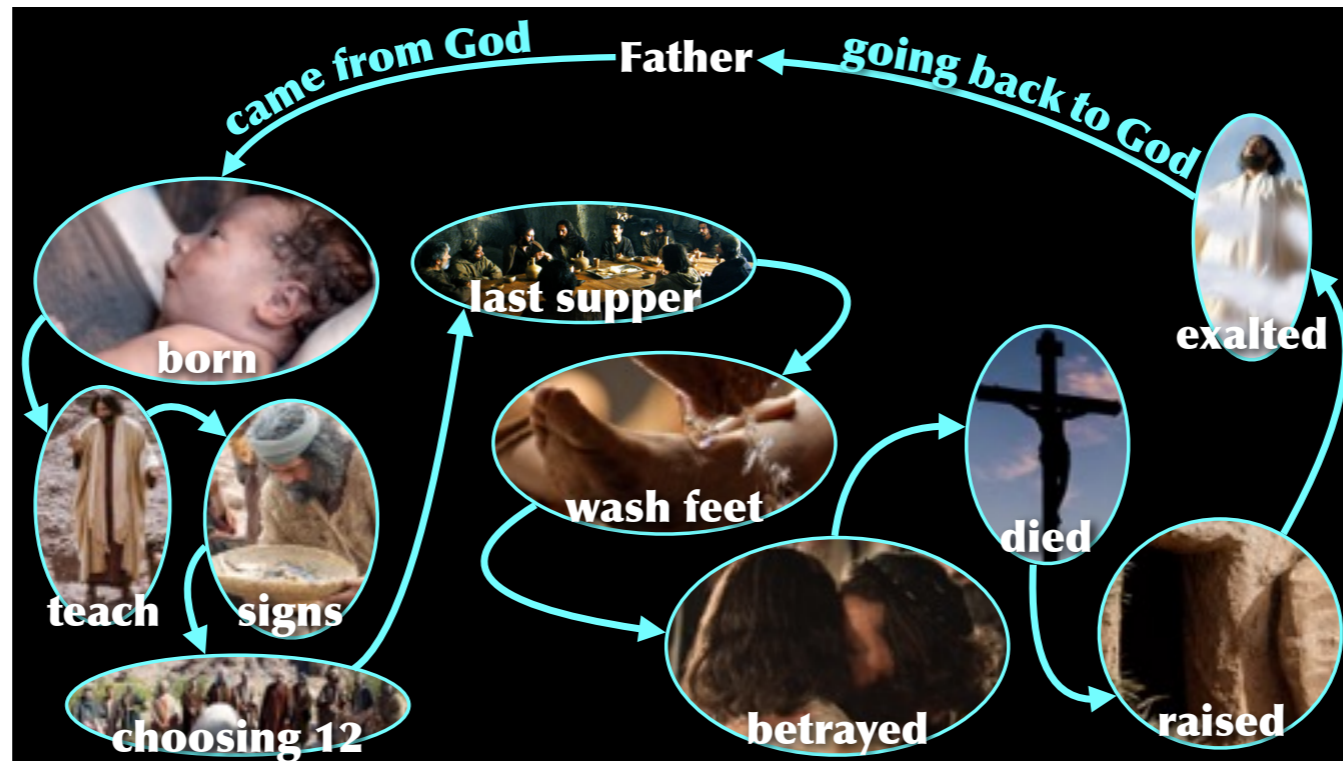 Father
came from God
born
teach
signs
choosing 12
last supper
wash feet
betrayed
died
raised
exalted
going back to God